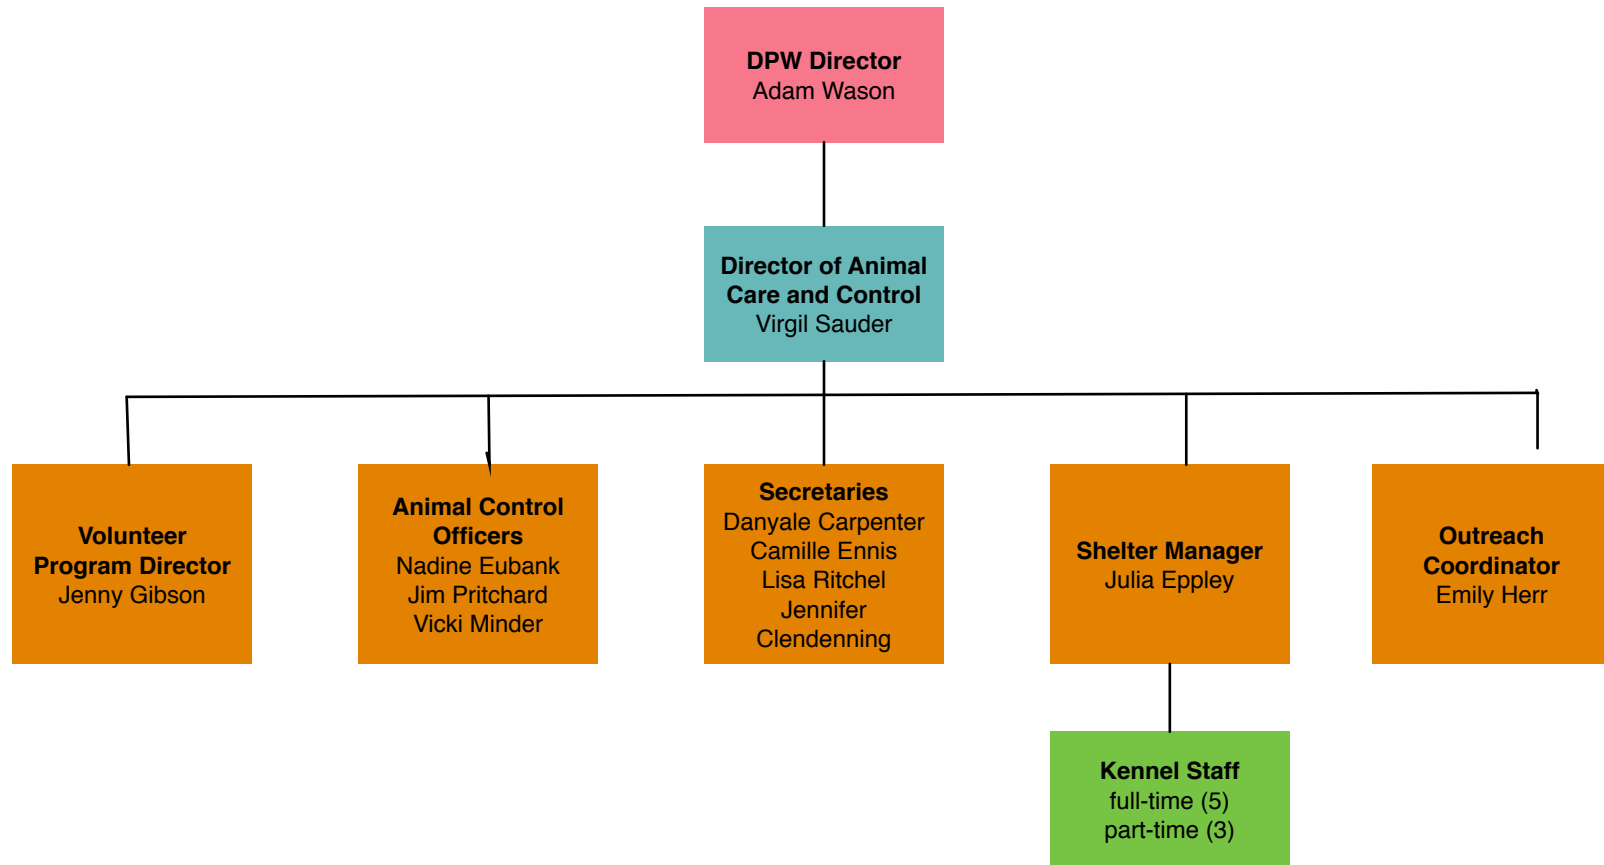 DPW Director
Adam Wason
Director of Animal
Care and Control
Virgil Sauder
Volunteer
Program Director
Jenny Gibson
Animal Control
Officers
Nadine Eubank
Jim Pritchard
Vicki Minder
Secretaries
Danyale Carpenter
Camille Ennis
Lisa Ritchel
Jennifer
Clendenning
Shelter Manager
Julia Eppley
Outreach
Coordinator
Emily Herr
Kennel Staff
full-time (5)
part-time (3)